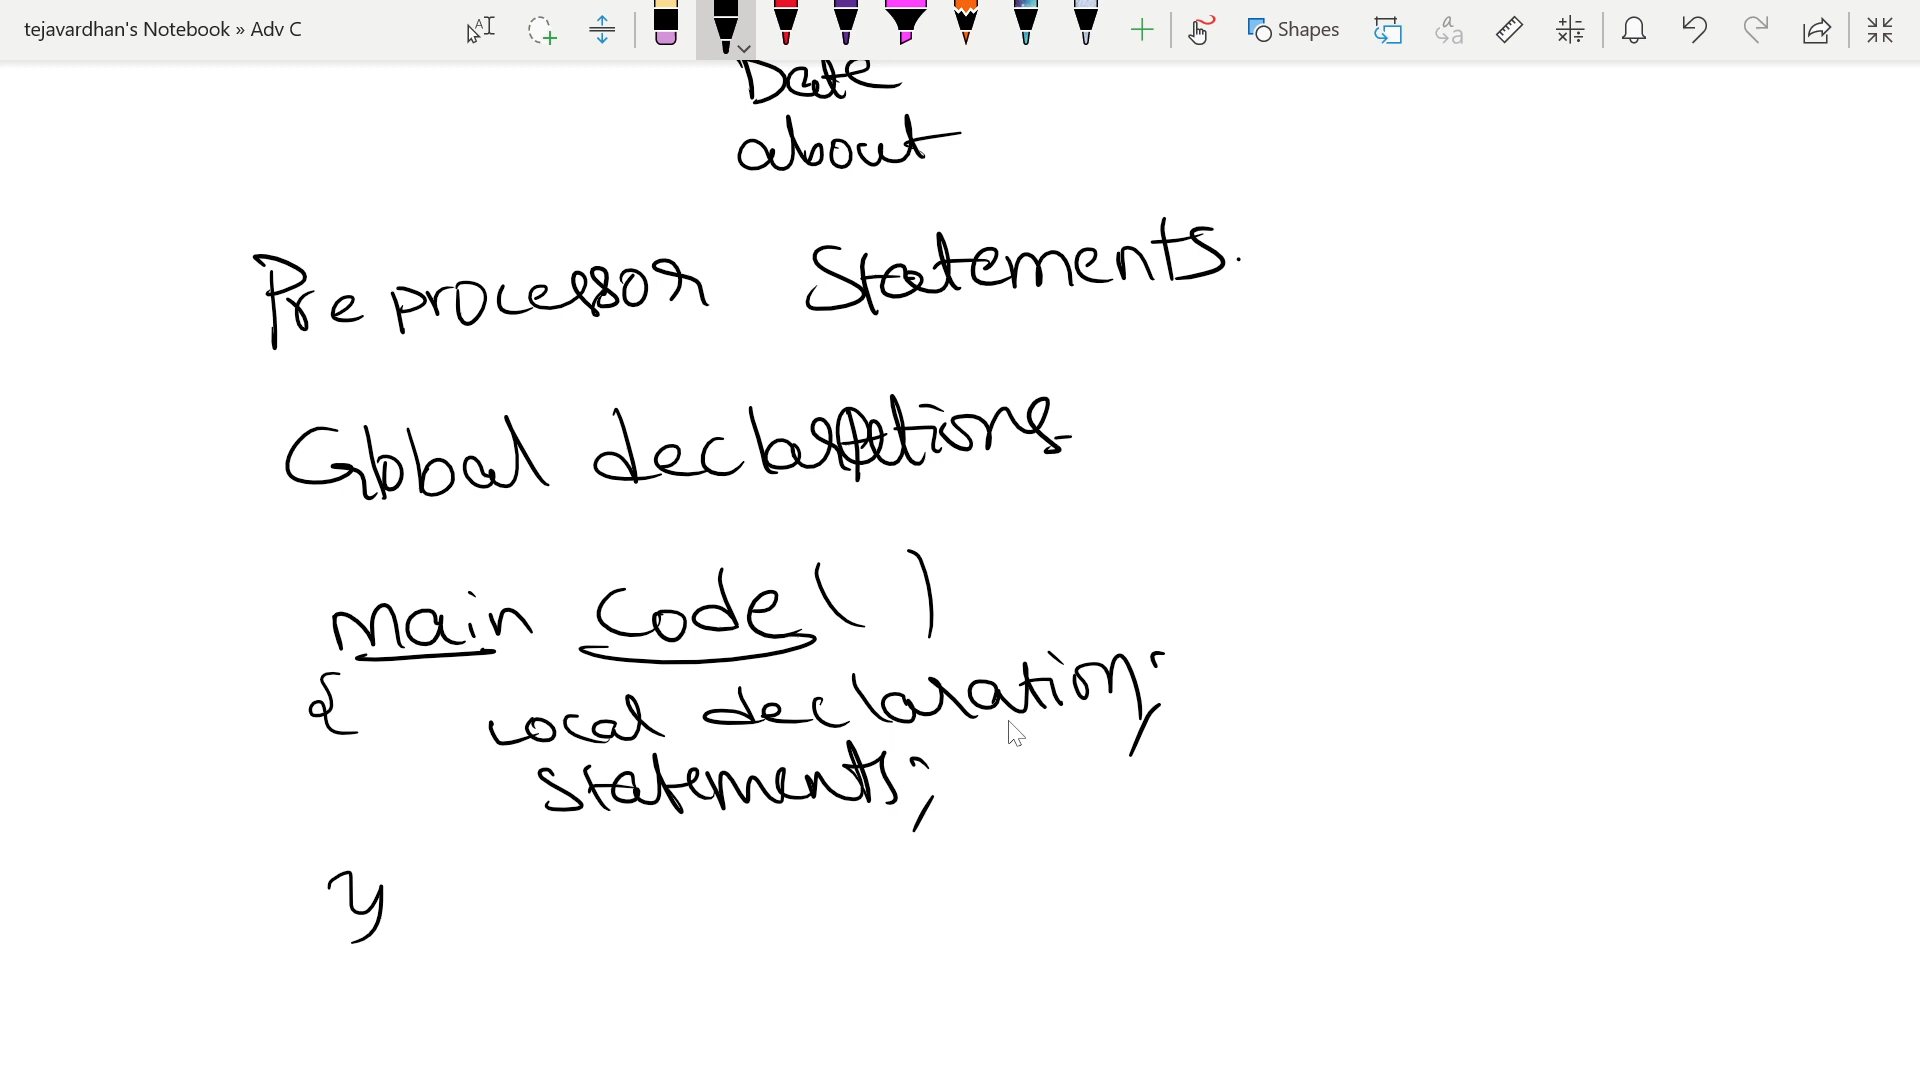 tejavardhan's Notebook » Adv C
Shapes
Date
about
Preprocessor Statements.
Global declarations
main Code ( )
{ Local declaration;
Statements;
}